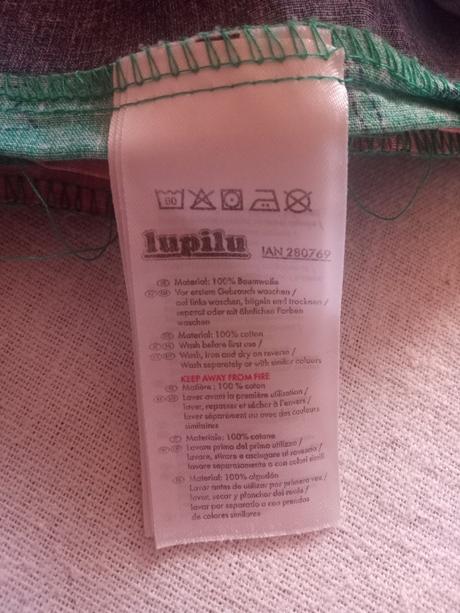 60
lupilu
IAN 280769
Material: 100% Baumwolle
Vor erstem Gebrauch waschen /
auf links waschen, bügeln und trocknen /
separat oder mit ähnlichen Farben
waschen
Material: 100% cotton
Wash before first use /
Wash, iron and dry on reverse /
Wash separately or with similar colours
KEEP AWAY FROM FIRE
Matière: 100 % coton
Laver avant la première utilisation /
laver, repasser et sécher à l'envers /
laver séparément ou avec des couleurs
similaires
Materiale: 100% cotone
Lavare prima del primo utilizzo /
lavare, stirare e asciugare al rovescio /
lavare separatamente o con colori simili
Material: 100% algodón
Lavar antes de utilizar por primera vez /
lavar, secar y planchar del revés /
lavar por separado o con prendas
de colores similares